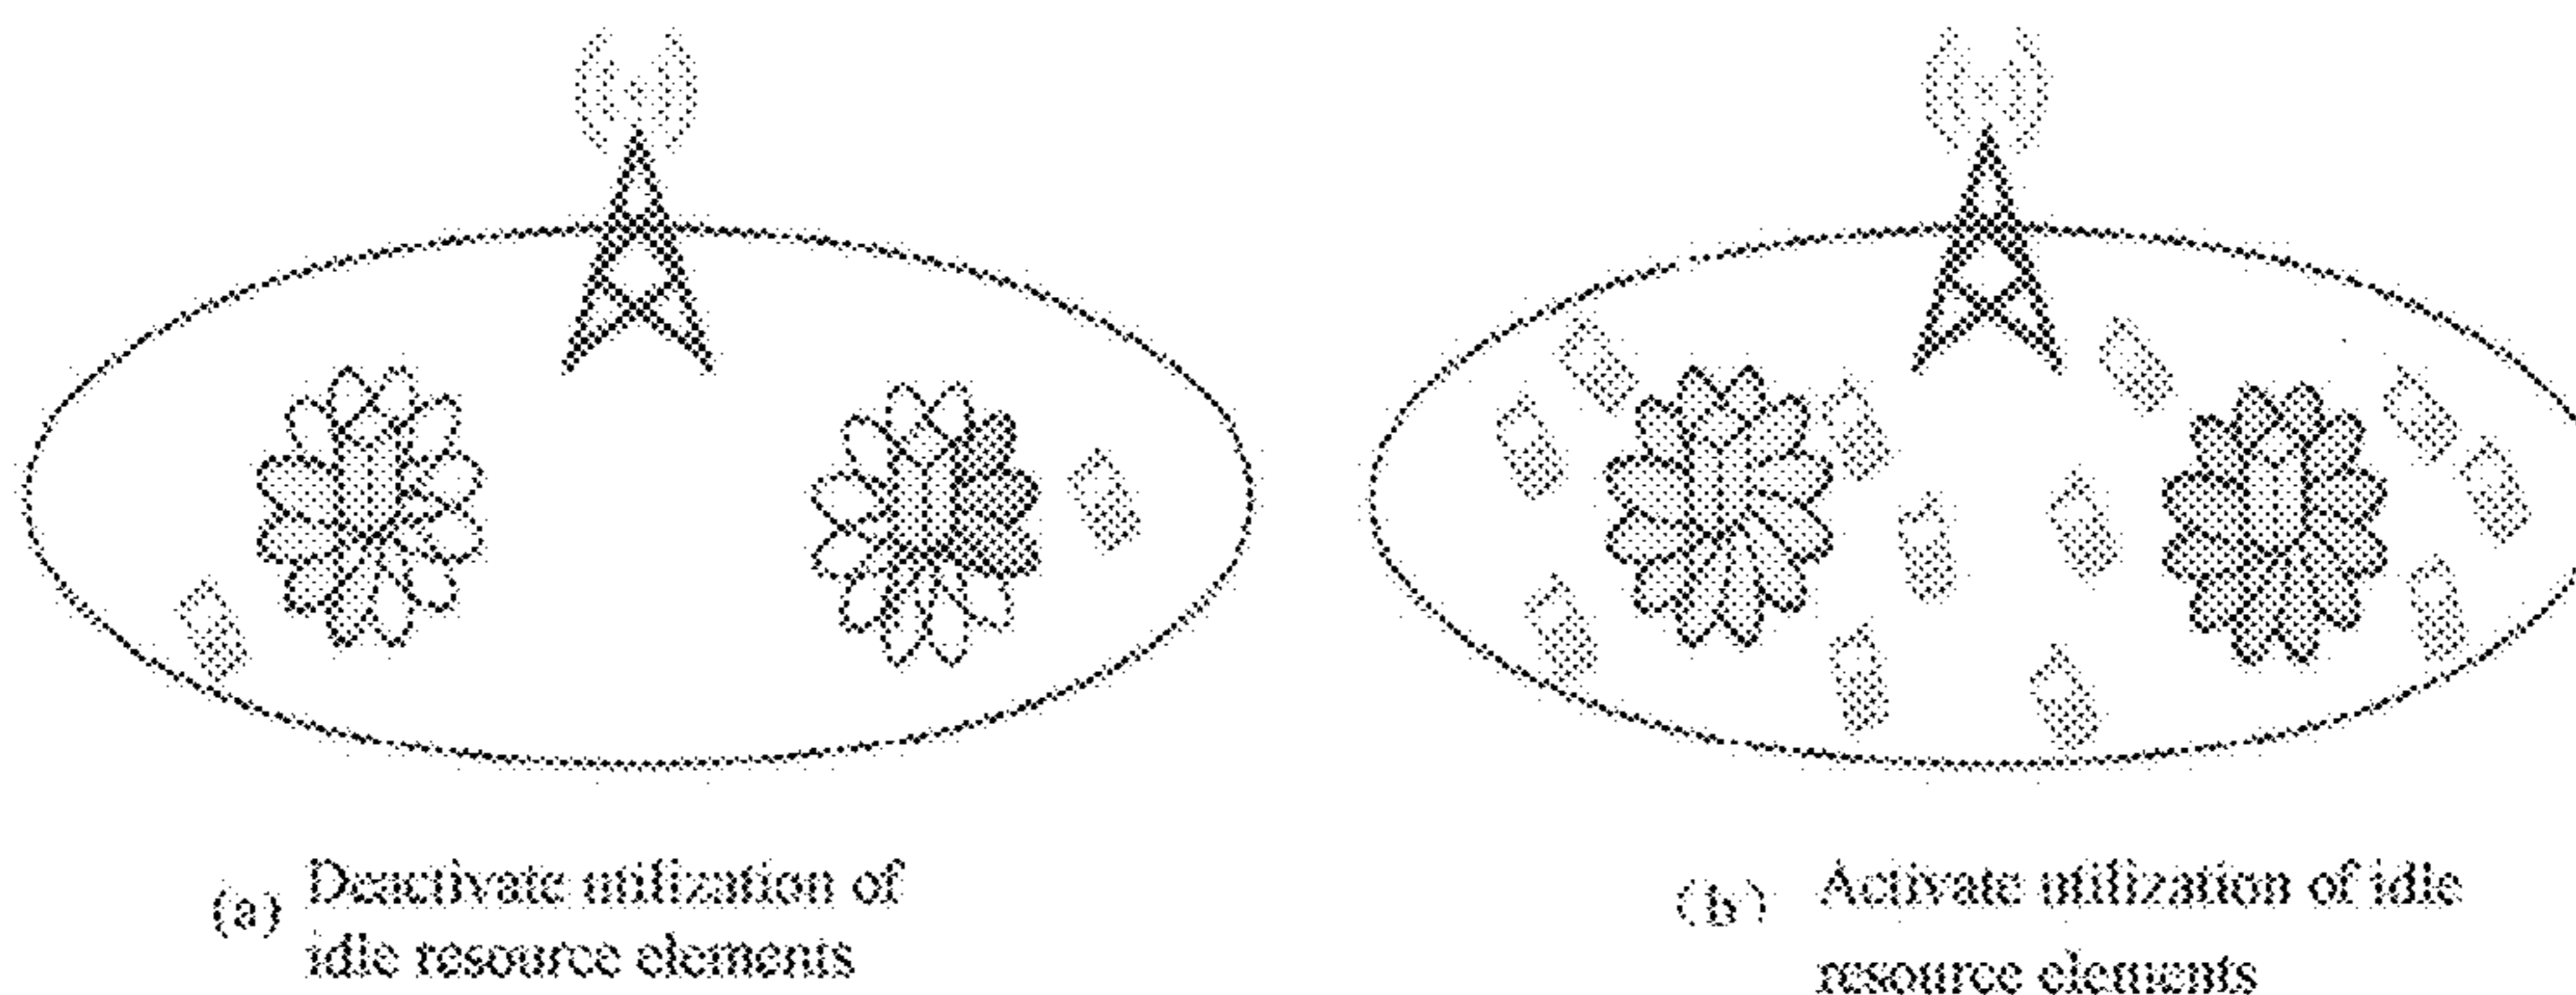 (a) Deactivate utilization of
idle resource elements
(b) Activate utilization of idle
resource elements